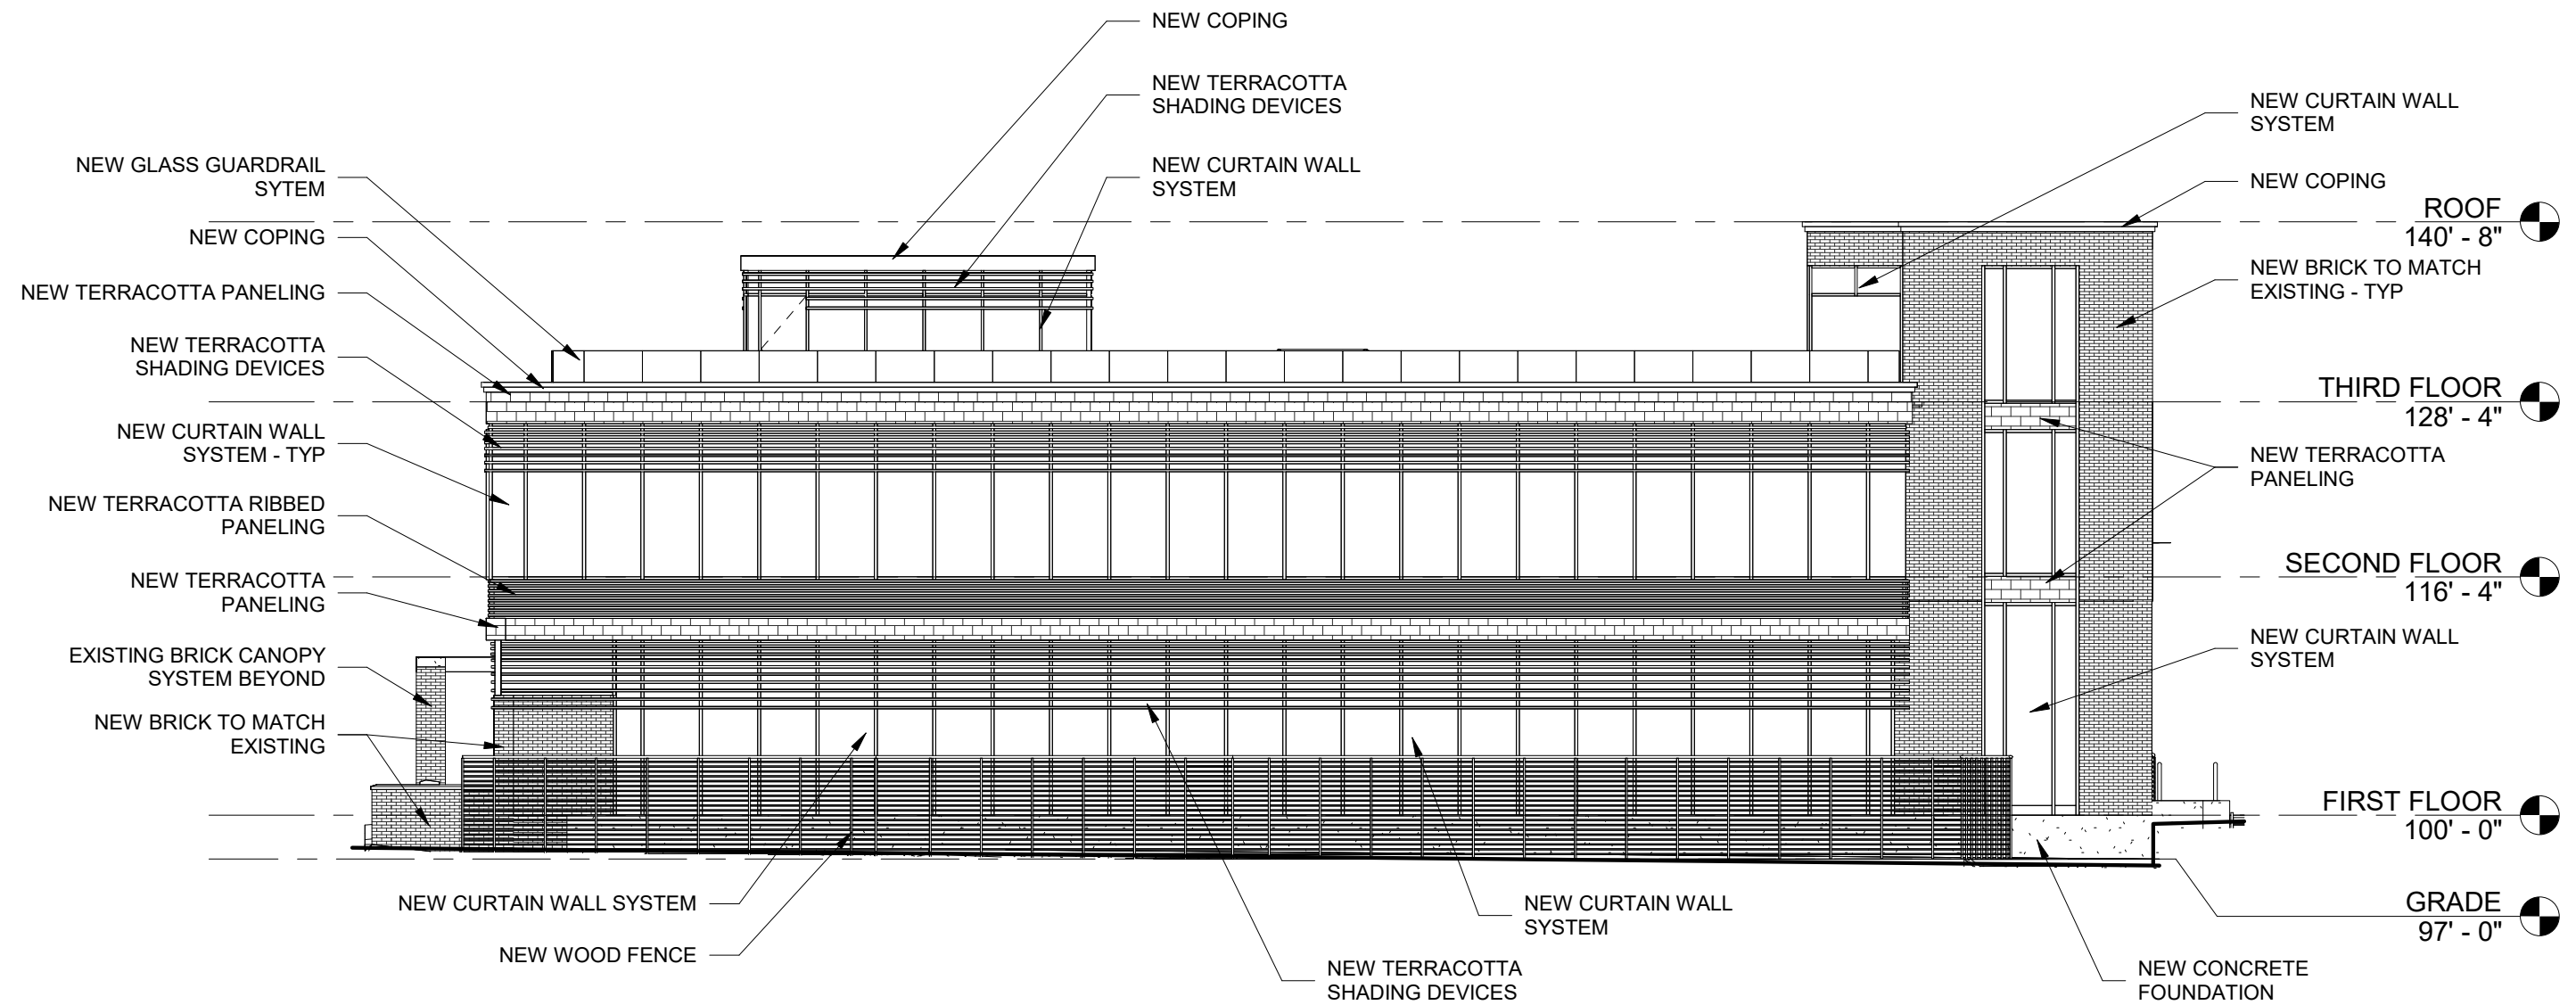 NEW COPING
NEW TERRACOTTA
SHADING DEVICES
NEW CURTAIN WALL
SYSTEM
NEW GLASS GUARDRAIL
SYTEM
NEW COPING
NEW TERRACOTTA PANELING
NEW TERRACOTTA
SHADING DEVICES
NEW CURTAIN WALL
SYSTEM - TYP
NEW TERRACOTTA RIBBED
PANELING
NEW TERRACOTTA
PANELING
EXISTING BRICK CANOPY
SYSTEM BEYOND
NEW BRICK TO MATCH
EXISTING
NEW CURTAIN WALL SYSTEM
NEW WOOD FENCE
NEW TERRACOTTA
SHADING DEVICES
NEW CURTAIN WALL
SYSTEM
NEW CURTAIN WALL
SYSTEM
NEW COPING
ROOF
140' - 8"
NEW BRICK TO MATCH
EXISTING - TYP
THIRD FLOOR
128' - 4"
NEW TERRACOTTA
PANELING
SECOND FLOOR
116' - 4"
NEW CURTAIN WALL
SYSTEM
FIRST FLOOR
100' - 0"
GRADE
97' - 0"
NEW CONCRETE
FOUNDATION